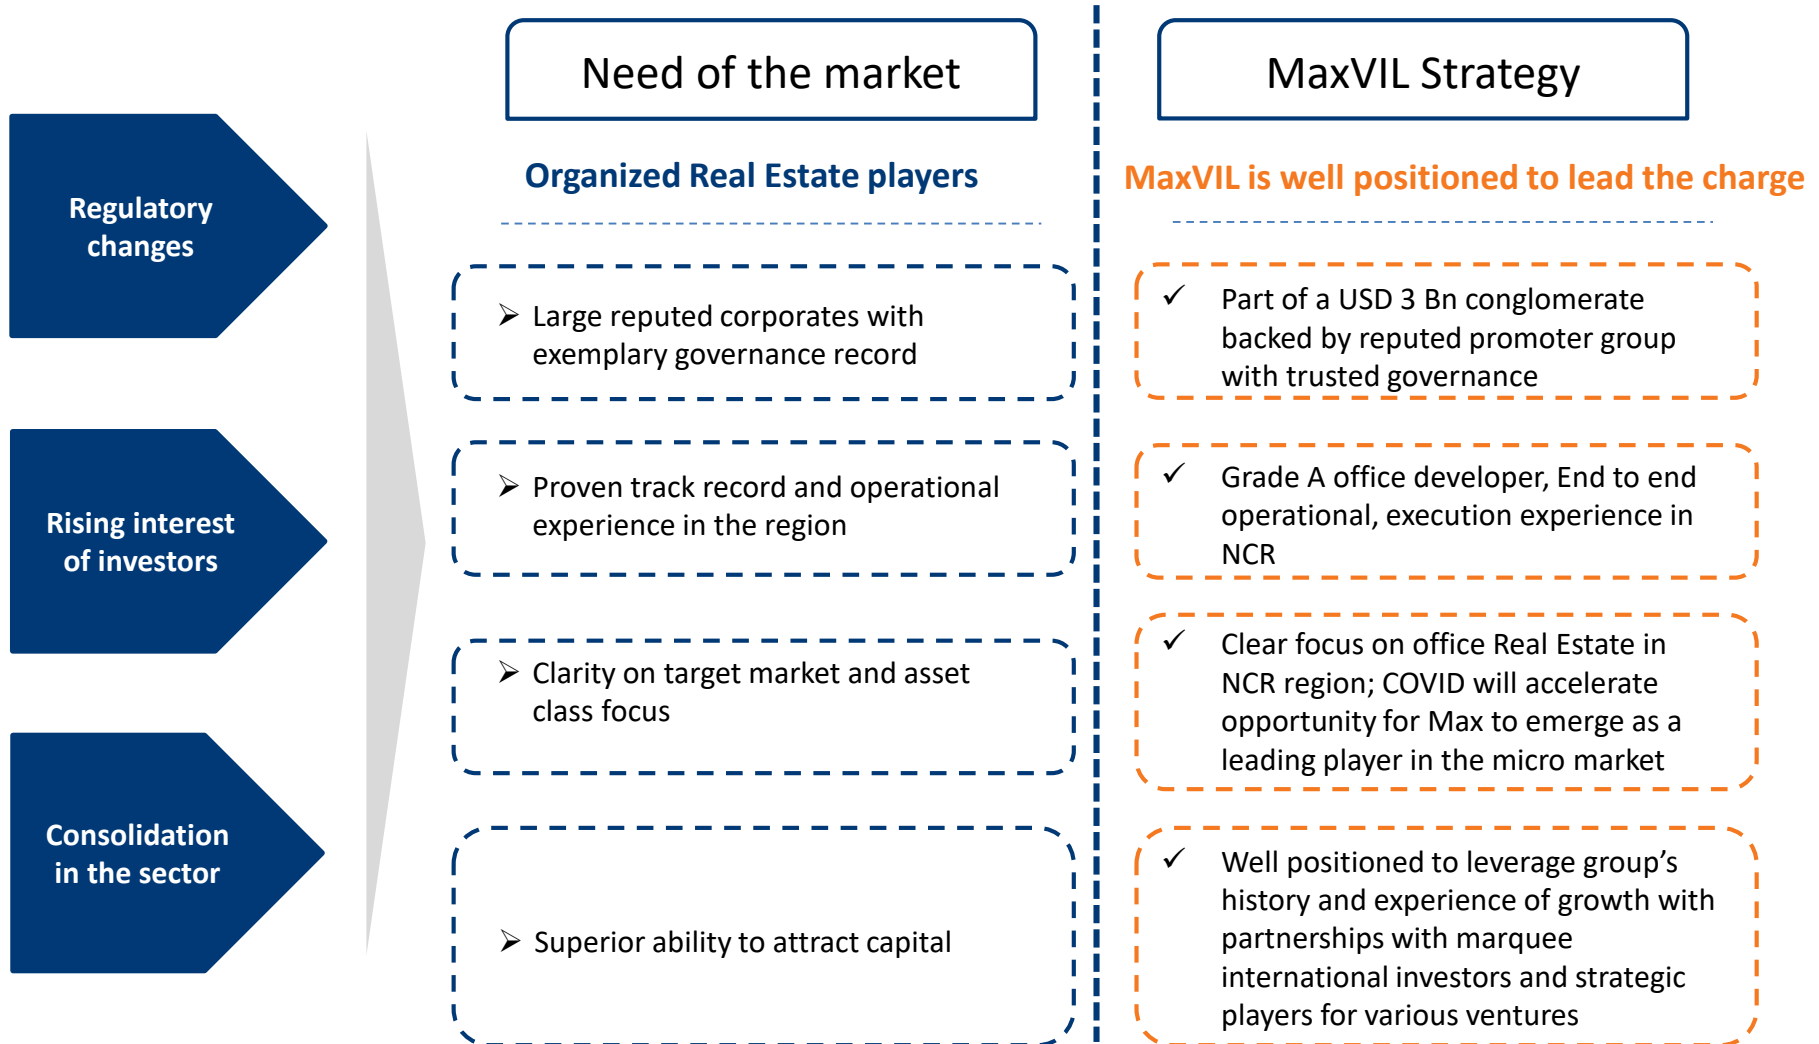 Need of the market
MaxVIL Strategy
Organized Real Estate players
MaxVIL is well positioned to lead the charge
Regulatory
changes
Rising interest
of investors
Consolidation
in the sector
➢ Large reputed corporates with
exemplary governance record
➢ Proven track record and operational
experience in the region
➢ Clarity on target market and asset
class focus
➢ Superior ability to attract capital
✓ Part of a USD 3 Bn conglomerate
backed by reputed promoter group
with trusted governance
✓ Grade A office developer, End to end
operational, execution experience in
NCR
✓ Clear focus on office Real Estate in
NCR region; COVID will accelerate
opportunity for Max to emerge as a
leading player in the micro market
✓ Well positioned to leverage group’s
history and experience of growth with
partnerships with marquee
international investors and strategic
players for various ventures